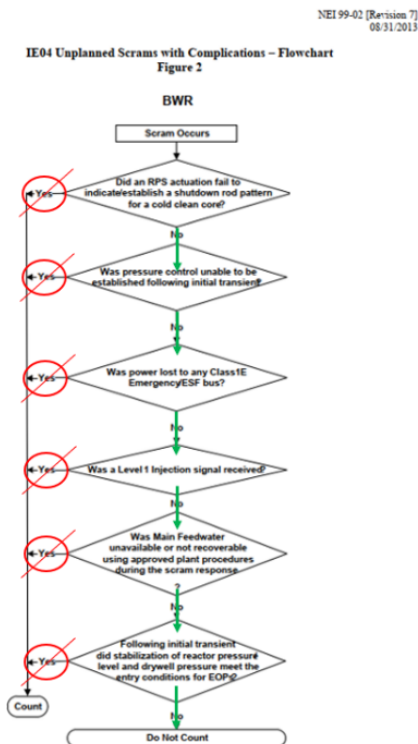 NEI 99-02 [Revision 7]
08/31/2013
IE04 Unplanned Scrams with Complications – Flowchart
Figure 2
BWR
Scram Occurs
Did an RPS actuation fail to
indicate/establish a shutdown rod pattern
for a cold clean core?
Yes
No
Was pressure control unable to be
established following initial transient?
Yes
No
Was power lost to any Class1E
Emergency/ESF bus?
Yes
No
Was a Level 1 Injection signal received?
Yes
No
Was Main Feedwater
unavailable or not recoverable
using approved plant procedures
during the scram response
?
Yes
No
Following initial transient
did stabilization of reactor pressure
level and drywell pressure meet the
entry conditions for EOPs?
Yes
No
Count
Do Not Count